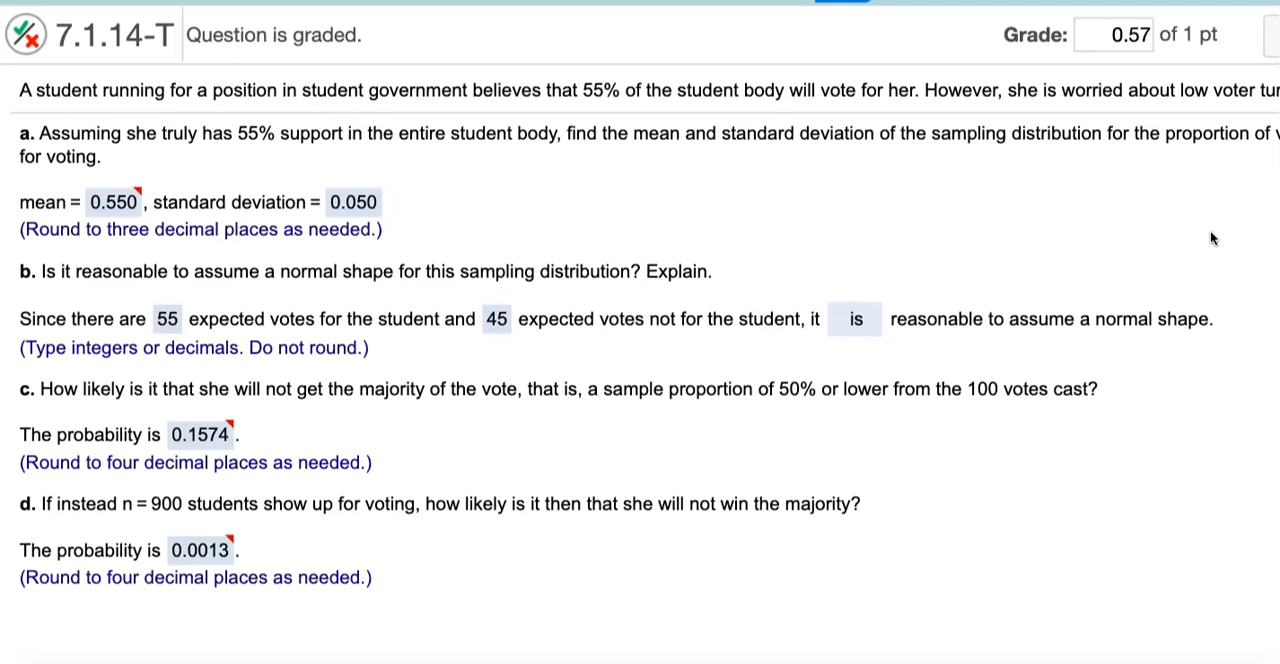 7.1.14-T Question is graded. Grade: 0.57 of 1 pt
A student running for a position in student government believes that 55% of the student body will vote for her. However, she is worried about low voter
a. Assuming she truly has 55% support in the entire student body, find the mean and standard deviation of the sampling distribution for the proportion of
for voting.
mean = 0.550, standard deviation = 0.050
(Round to three decimal places as needed.)
b. Is it reasonable to assume a normal shape for this sampling distribution? Explain.
Since there are 55 expected votes for the student and 45 expected votes not for the student, it is reasonable to assume a normal shape.
(Type integers or decimals. Do not round.)
c. How likely is it that she will not get the majority of the vote, that is, a sample proportion of 50% or lower from the 100 votes cast?
The probability is 0.1574.
(Round to four decimal places as needed.)
d. If instead n = 900 students show up for voting, how likely is it then that she will not win the majority?
The probability is 0.0013.
(Round to four decimal places as needed.)